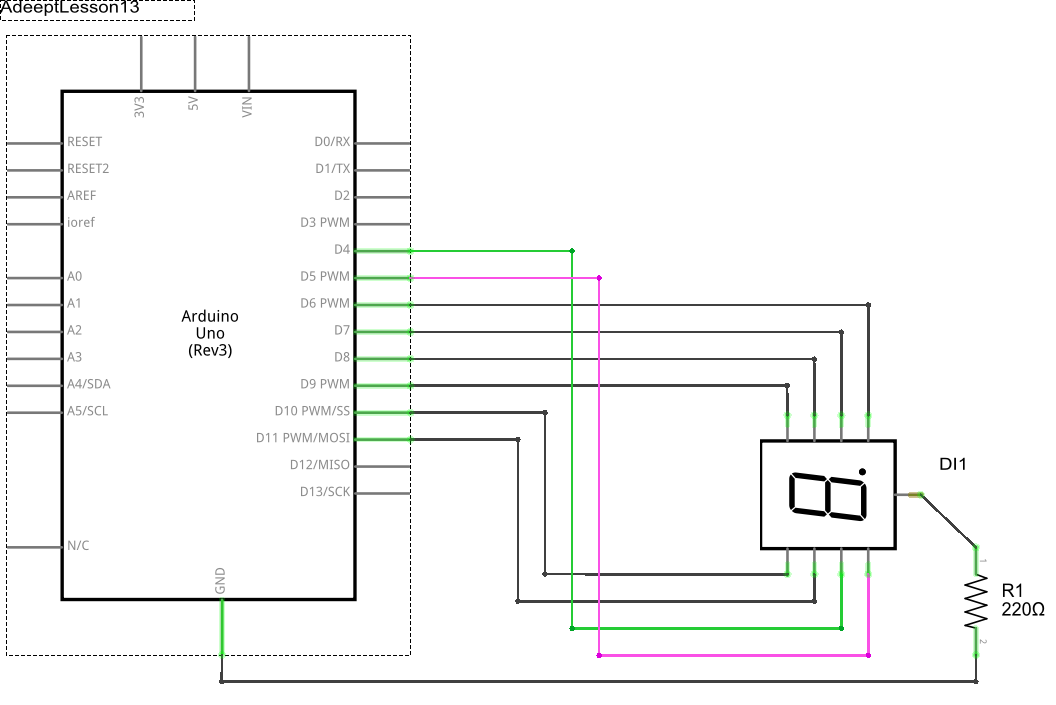 AdeeptLesson13
3V3
5V
VIN
RESET
RESET2
AREF
ioref
A0
A1
A2
A3
A4/SDA
A5/SCL
N/C
Arduino
Uno
(Rev3)
D0/RX
D1/TX
D2
D3 PWM
D4
D5 PWM
D6 PWM
D7
D8
D9 PWM
D10 PWM/SS
D11 PWM/MOSI
D12/MISO
D13/SCK
GND
DI1
1
R1
220Ω
2